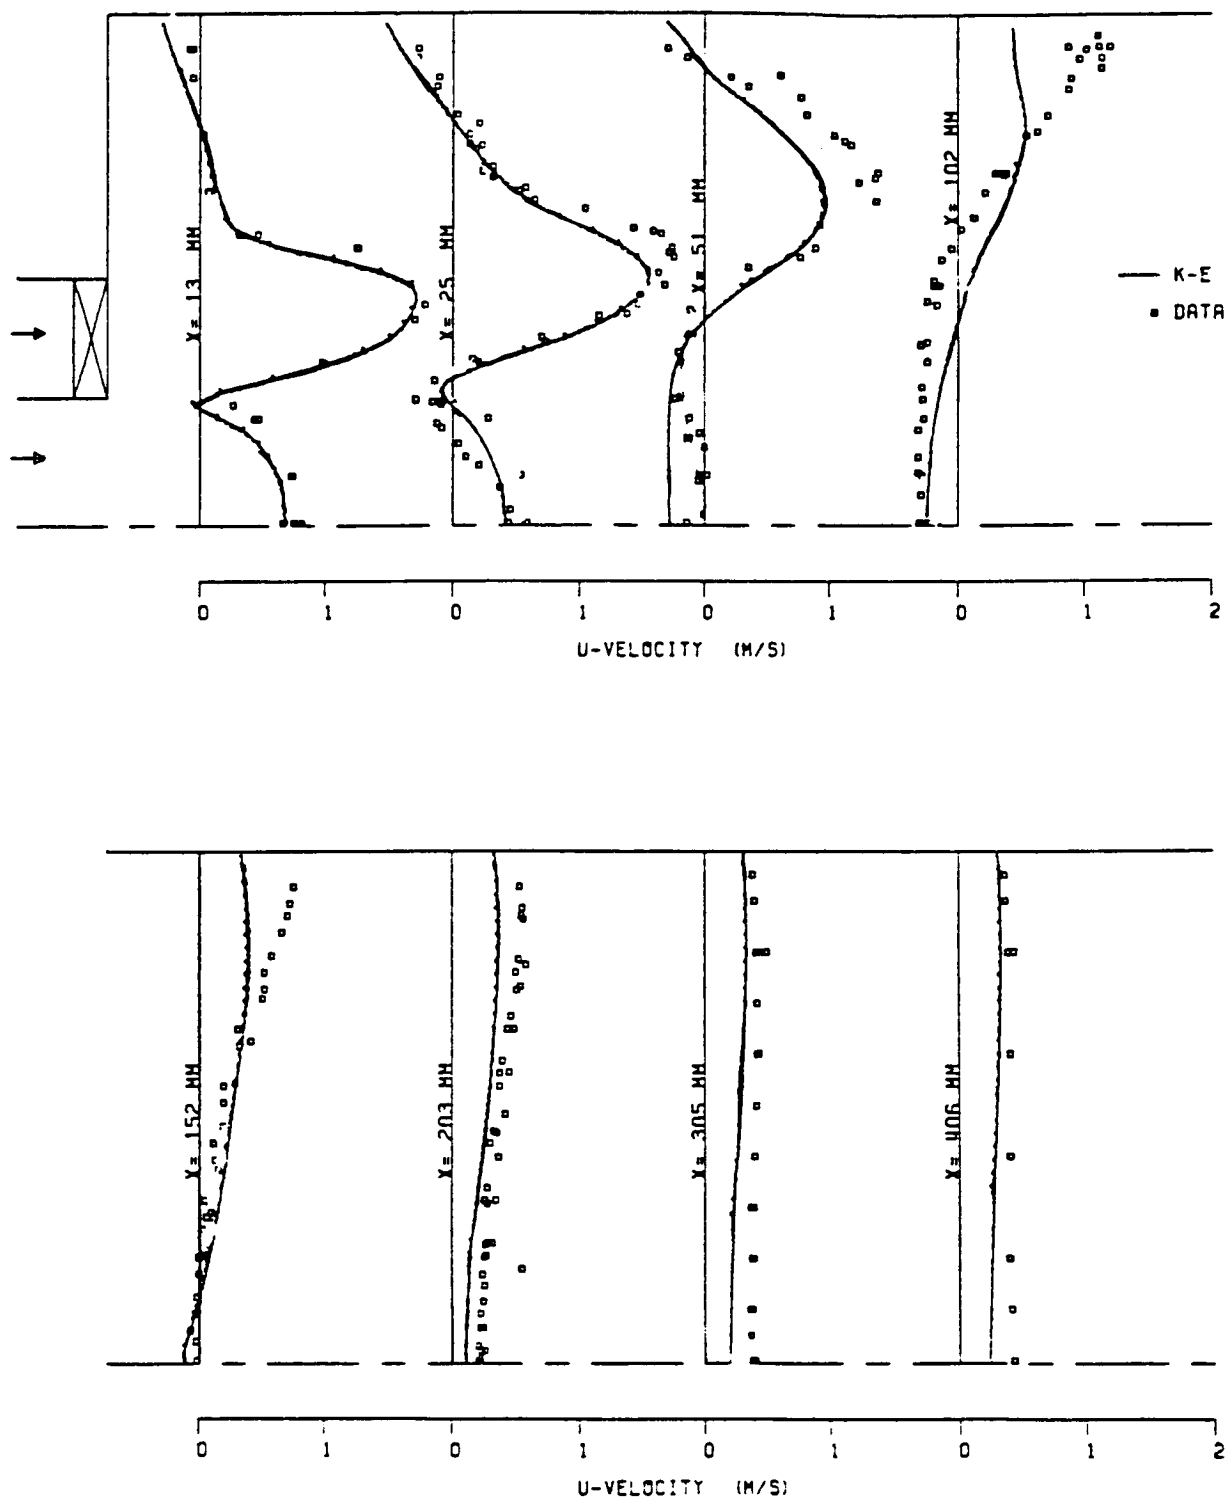 X= 13 MM
X= 25 MM
X= 51 MM
X= 102 MM
K-E
DATA
0 1 0 1 0 1 0 1 2
U-VELOCITY (M/S)
X= 152 MM
X= 203 MM
X= 305 MM
X= 406 MM
0 1 0 1 0 1 0 1 2
U-VELOCITY (M/S)